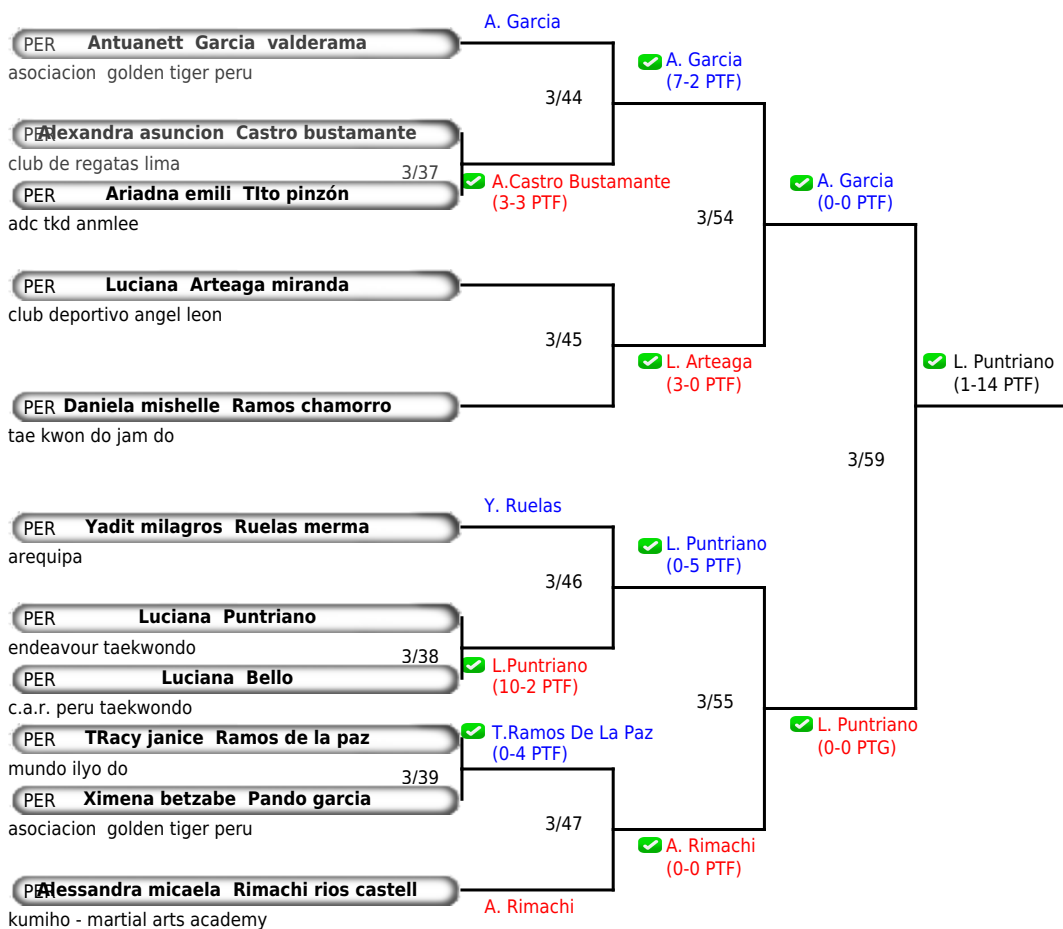 A. Garcia
PER Antuanett Garcia valderama
asociacion golden tiger peru
A. Garcia
(7-2 PTF)
3/44
PER Alexandra asuncion Castro bustamante
club de regatas lima
3/37
A.Castro Bustamante
(3-3 PTF)
PER Ariadna emili TIto pinzón
adc tkd anmlee
A. Garcia
(0-0 PTF)
3/54
PER Luciana Arteaga miranda
club deportivo angel leon
3/45
L. Arteaga
(3-0 PTF)
L. Puntriano
(1-14 PTF)
PER Daniela mishelle Ramos chamorro
tae kwon do jam do
3/59
Y. Ruelas
PER Yadit milagros Ruelas merma
arequipa
L. Puntriano
(0-5 PTF)
3/46
PER Luciana Puntriano
endeavour taekwondo
3/38
L.Puntriano
(10-2 PTF)
PER Luciana Bello
c.a.r. peru taekwondo
3/55
L. Puntriano
(0-0 PTG)
T.Ramos De La Paz
(0-4 PTF)
PER TRacy janice Ramos de la paz
mundo ilyo do
3/39
PER Ximena betzabe Pando garcia
asociacion golden tiger peru
3/47
A. Rimachi
(0-0 PTF)
PER Alessandra micaela Rimachi rios castell
kumiho - martial arts academy
A. Rimachi